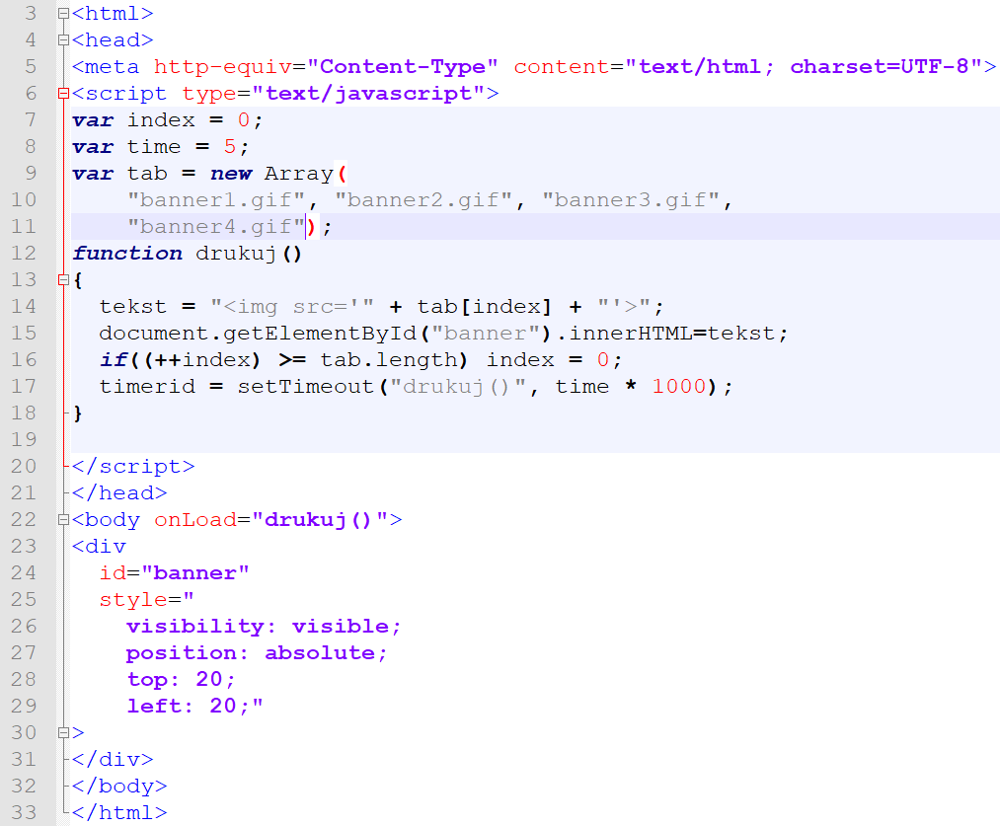 3 <html>
4 <head>
5 <meta http-equiv="Content-Type" content="text/html; charset=UTF-8">
6 <script type="text/javascript">
7 var index = 0;
8 var time = 5;
9 var tab = new Array(
10     "banner1.gif", "banner2.gif", "banner3.gif",
11     "banner4.gif");
12 function drukuj()
13 {
14   tekst = "<img src='" + tab[index] + "'>";
15   document.getElementById("banner").innerHTML=tekst;
16   if((++index) >= tab.length) index = 0;
17   timerid = setTimeout("drukuj()", time * 1000);
18 }
19
20 </script>
21 </head>
22 <body onLoad="drukuj()">
23 <div
24   id="banner"
25   style="
26     visibility: visible;
27     position: absolute;
28     top: 20;
29     left: 20;"
30 >
31 </div>
32 </body>
33 </html>